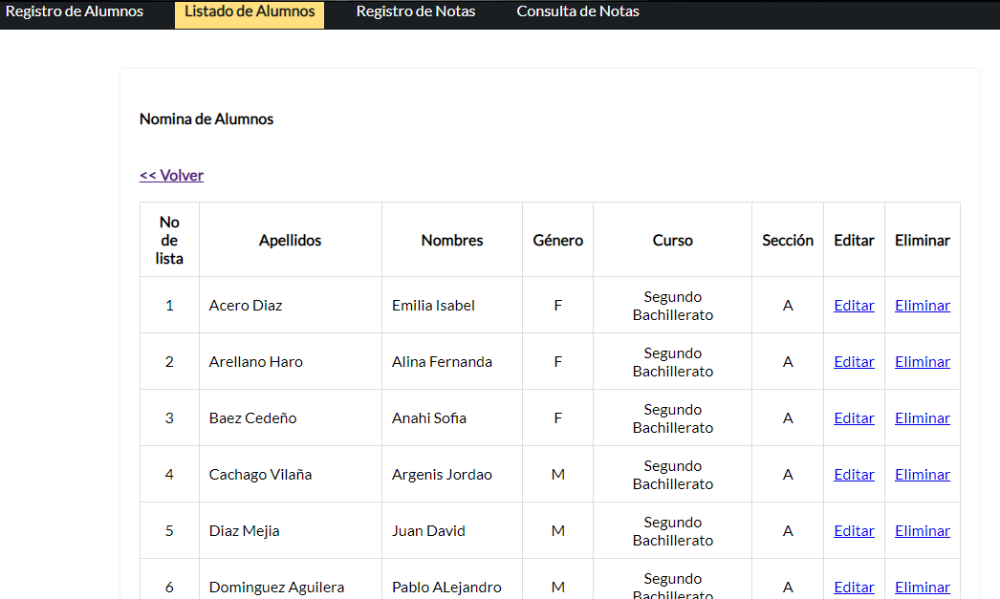 Registro de Alumnos Listado de Alumnos Registro de Notas Consulta de Notas
Nomina de Alumnos
<< Volver
No de lista Apellidos Nombres Género Curso Sección Editar Eliminar
1 Acero Diaz Emilia Isabel F Segundo Bachillerato A Editar Eliminar
2 Arellano Haro Alina Fernanda F Segundo Bachillerato A Editar Eliminar
3 Baez Cedeño Anahi Sofia F Segundo Bachillerato A Editar Eliminar
4 Cachago Vilaña Argenis Jordao M Segundo Bachillerato A Editar Eliminar
5 Diaz Mejia Juan David M Segundo Bachillerato A Editar Eliminar
6 Dominguez Aguilera Pablo ALejandro M Segundo Bachillerato A Editar Eliminar